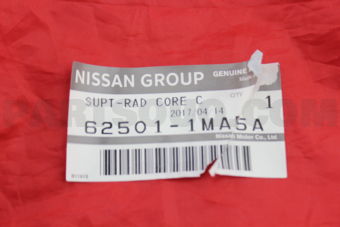 NISSAN GROUP
GENUINE
SUPT-RAD CORE C
QTY
1
2017 04 14
62501-1MA5A
NISSAN Motor Co., Ltd